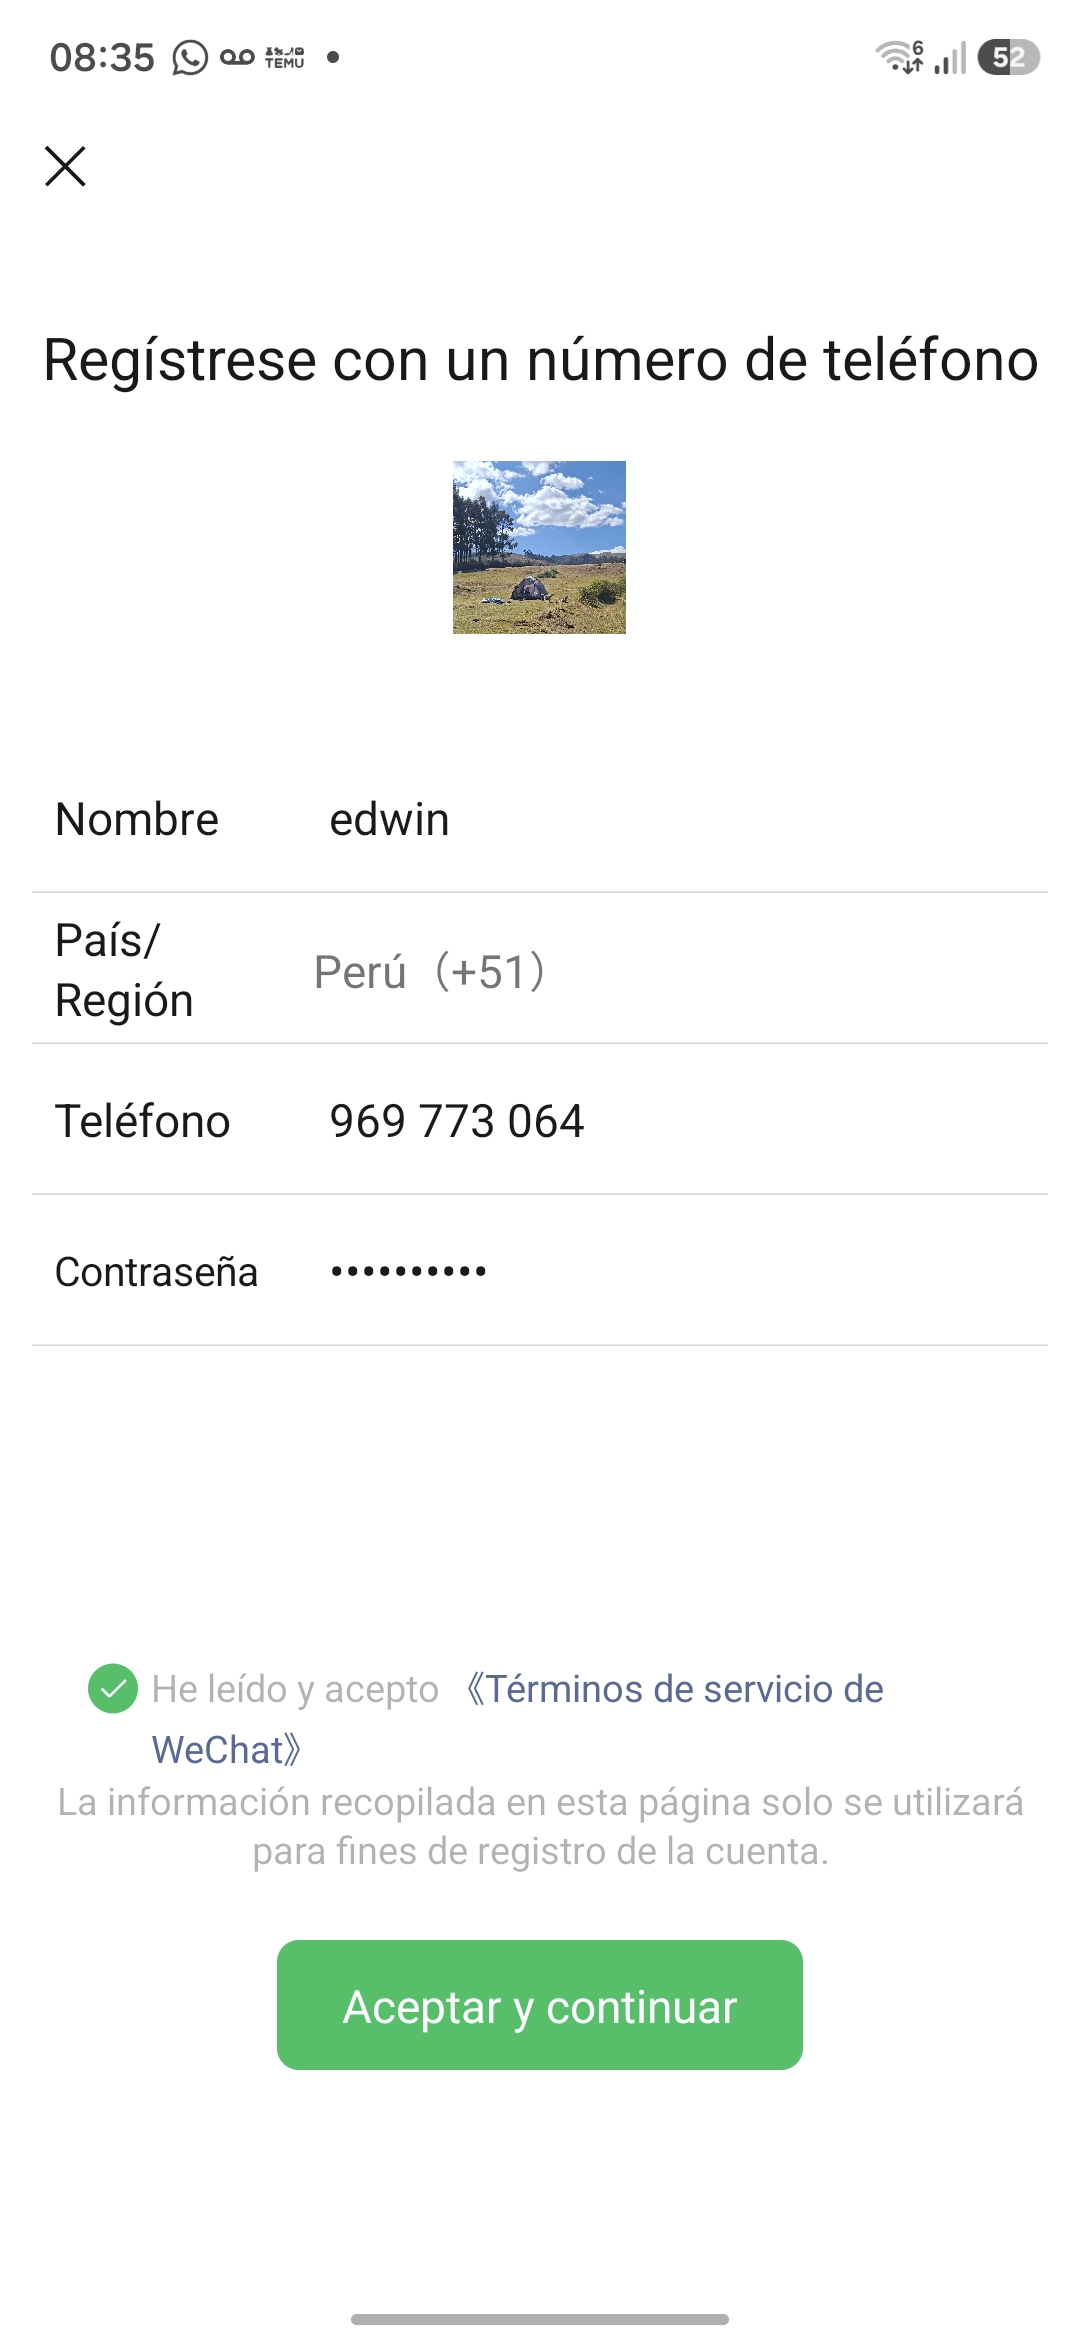 08:35 TEMU 6 52
Regístrese con un número de teléfono
Nombre edwin
País/
Región
Perú（+51）
Teléfono 969 773 064
Contraseña ••••••••••
He leído y acepto 《Términos de servicio de
WeChat》
La información recopilada en esta página solo se utilizará
para fines de registro de la cuenta.
Aceptar y continuar